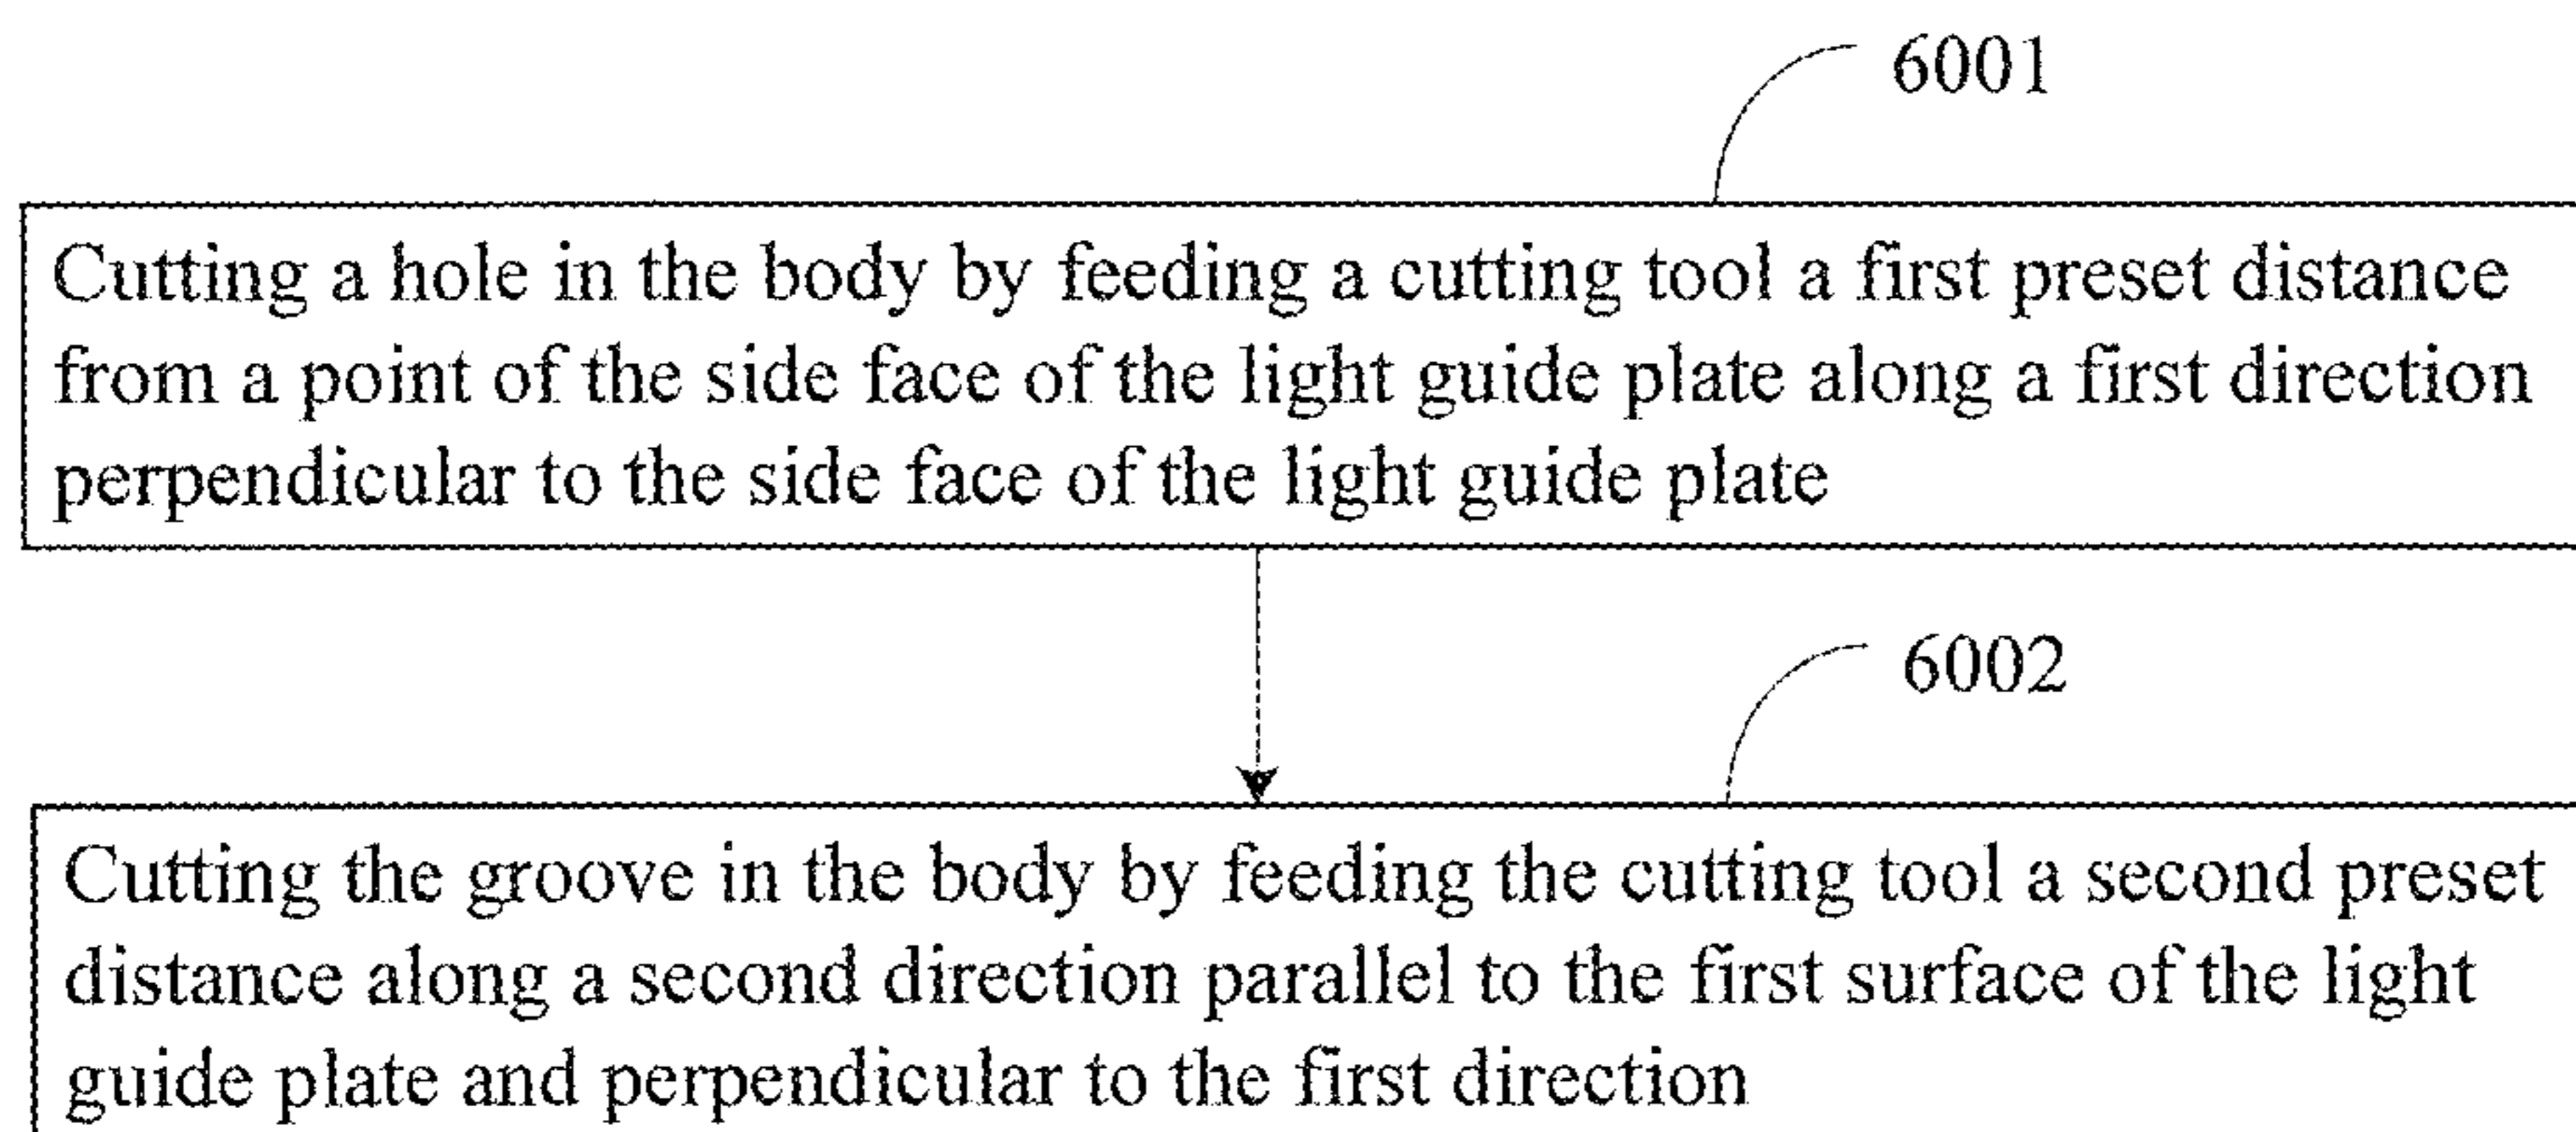 6001
Cutting a hole in the body by feeding a cutting tool a first preset distance
from a point of the side face of the light guide plate along a first direction
perpendicular to the side face of the light guide plate
6002
Cutting the groove in the body by feeding the cutting tool a second preset
distance along a second direction parallel to the first surface of the light
guide plate and perpendicular to the first direction